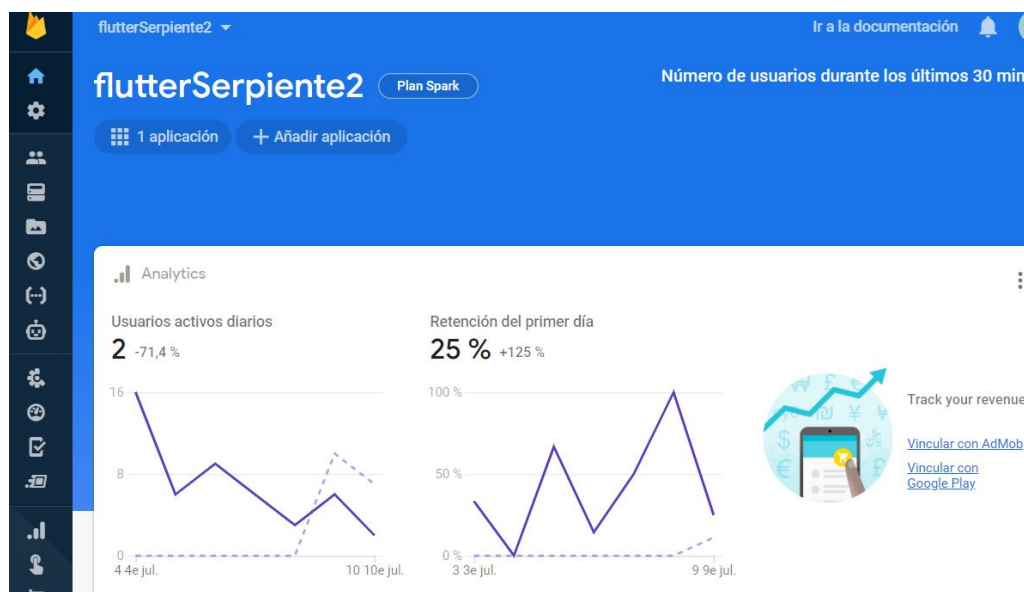 flutterSerpiente2
Ir a la documentación
flutterSerpiente2 Plan Spark
Número de usuarios durante los últimos 30 min
1 aplicación + Añadir aplicación
Analytics
Usuarios activos diarios
2 -71,4 %
16
8
0
4 4e jul. 10 10e jul.
Retención del primer día
25 % +125 %
100 %
50 %
0 %
3 3e jul. 9 9e jul.
Track your revenue
Vincular con AdMob
Vincular con
Google Play